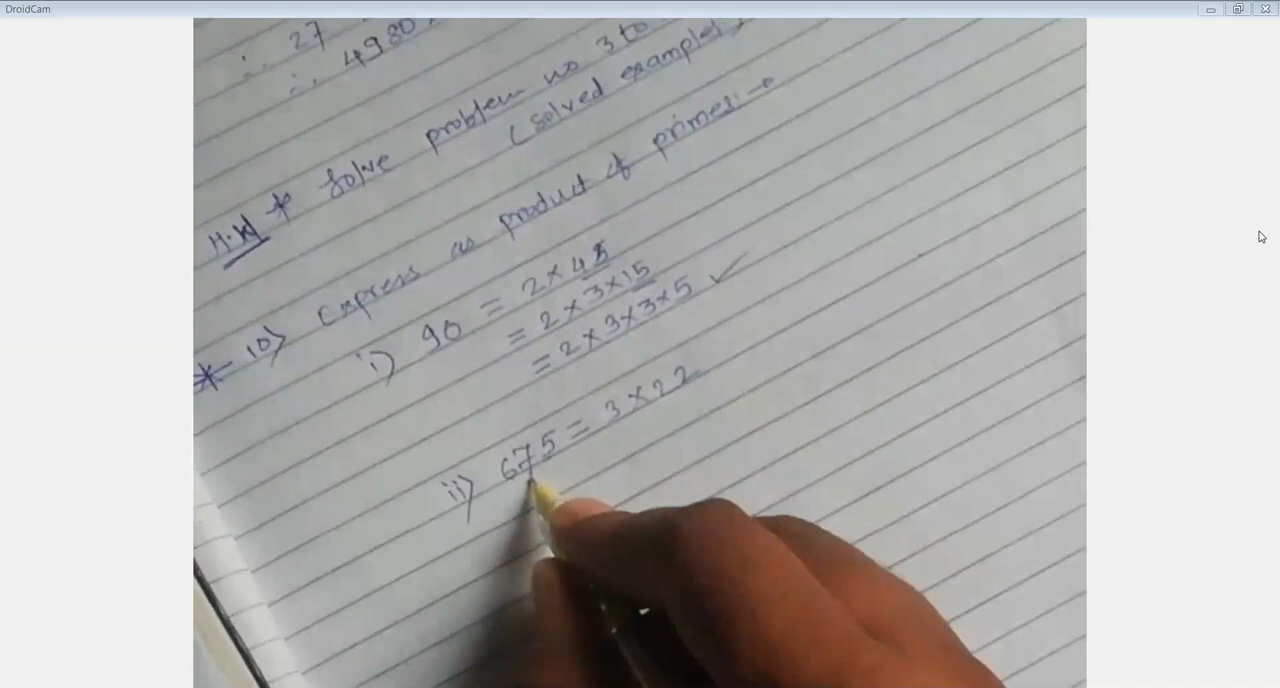 DroidCam
∴ 27
∴ 4980
H.W * Solve problem no 3 to
(solved examples)
* 10) Express as product of primes:→
i) 90 = 2×45
= 2×3×15
= 2×3×3×5 ✓
ii) 675 = 3×22